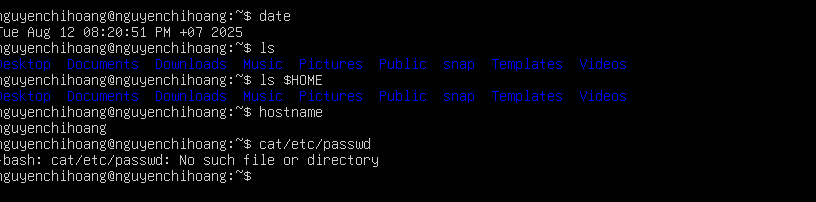 nguyenchihoang@nguyenchihoang:~$ date
Tue Aug 12 08:20:51 PM +07 2025
nguyenchihoang@nguyenchihoang:~$ ls
Desktop  Documents  Downloads  Music  Pictures  Public  snap  Templates  Videos
nguyenchihoang@nguyenchihoang:~$ ls $HOME
Desktop  Documents  Downloads  Music  Pictures  Public  snap  Templates  Videos
nguyenchihoang@nguyenchihoang:~$ hostname
nguyenchihoang
nguyenchihoang@nguyenchihoang:~$ cat/etc/passwd
-bash: cat/etc/passwd: No such file or directory
nguyenchihoang@nguyenchihoang:~$